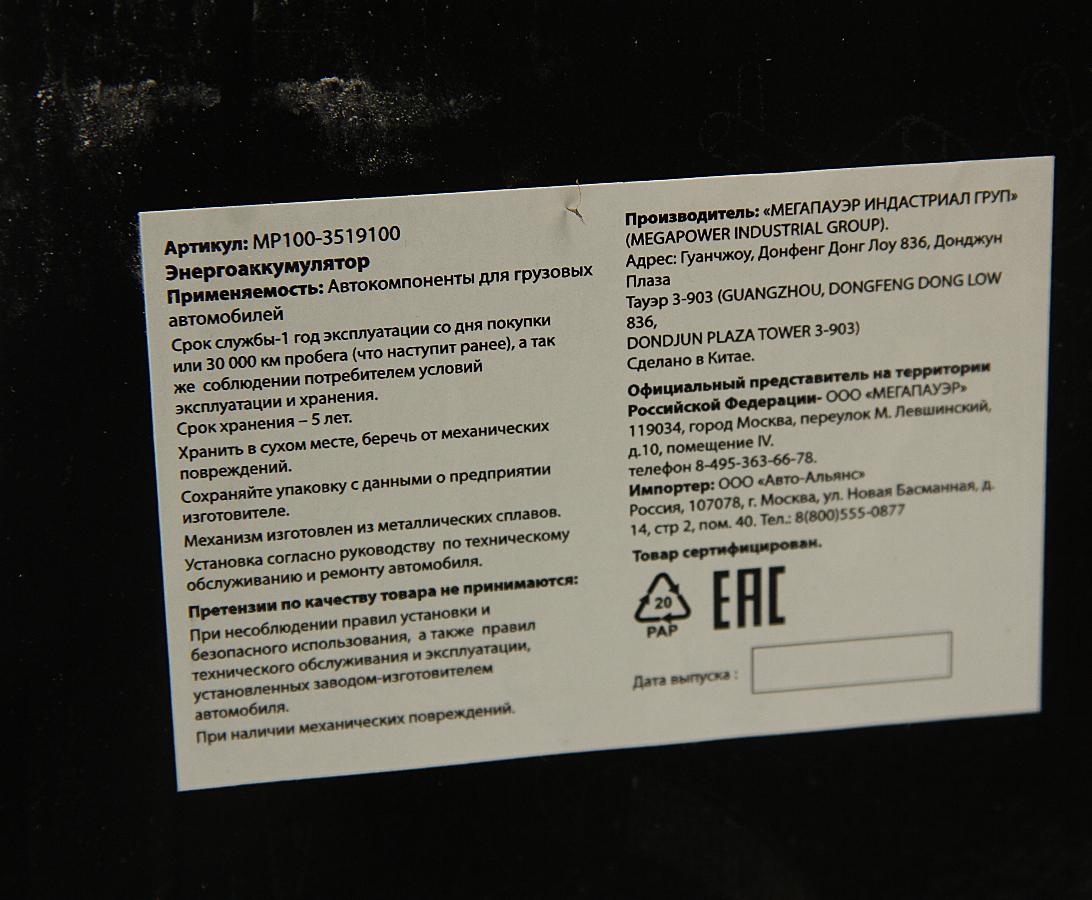 Артикул: МР100-3519100
Энергоаккумулятор
Применяемость: Автокомпоненты для грузовых
автомобилей
Срок службы-1 год эксплуатации со дня покупки
или 30 000 км пробега (что наступит ранее), а так
же соблюдении потребителем условий
эксплуатации и хранения.
Срок хранения – 5 лет.
Хранить в сухом месте, беречь от механических
повреждений.
Сохраняйте упаковку с данными о предприятии
изготовителе.
Механизм изготовлен из металлических сплавов.
Установка согласно руководству по техническому
обслуживанию и ремонту автомобиля.
Претензии по качеству товара не принимаются:
При несоблюдении правил установки и
безопасного использования, а также правил
технического обслуживания и эксплуатации,
установленных заводом-изготовителем
автомобиля.
При наличии механических повреждений.
Производитель: «МЕГАПАУЭР ИНДАСТРИАЛ ГРУП»
(MEGAPOWER INDUSTRIAL GROUP).
Адрес: Гуанчжоу, Донфенг Донг Лоу 836, Донджун
Плаза
Тауэр 3-903 (GUANGZHOU, DONGFENG DONG LOW
836,
DONDJUN PLAZA TOWER 3-903)
Сделано в Китае.
Официальный представитель на территории
Российской Федерации- ООО «МЕГАПАУЭР»
119034, город Москва, переулок М. Левшинский,
д.10, помещение IV.
телефон 8-495-363-66-78.
Импортер: ООО «Авто-Альянс»
Россия, 107078, г. Москва, ул. Новая Басманная, д.
14, стр 2, пом. 40. Тел.: 8(800)555-0877
Товар сертифицирован.
20
PAP
ЕАС
Дата выпуска :